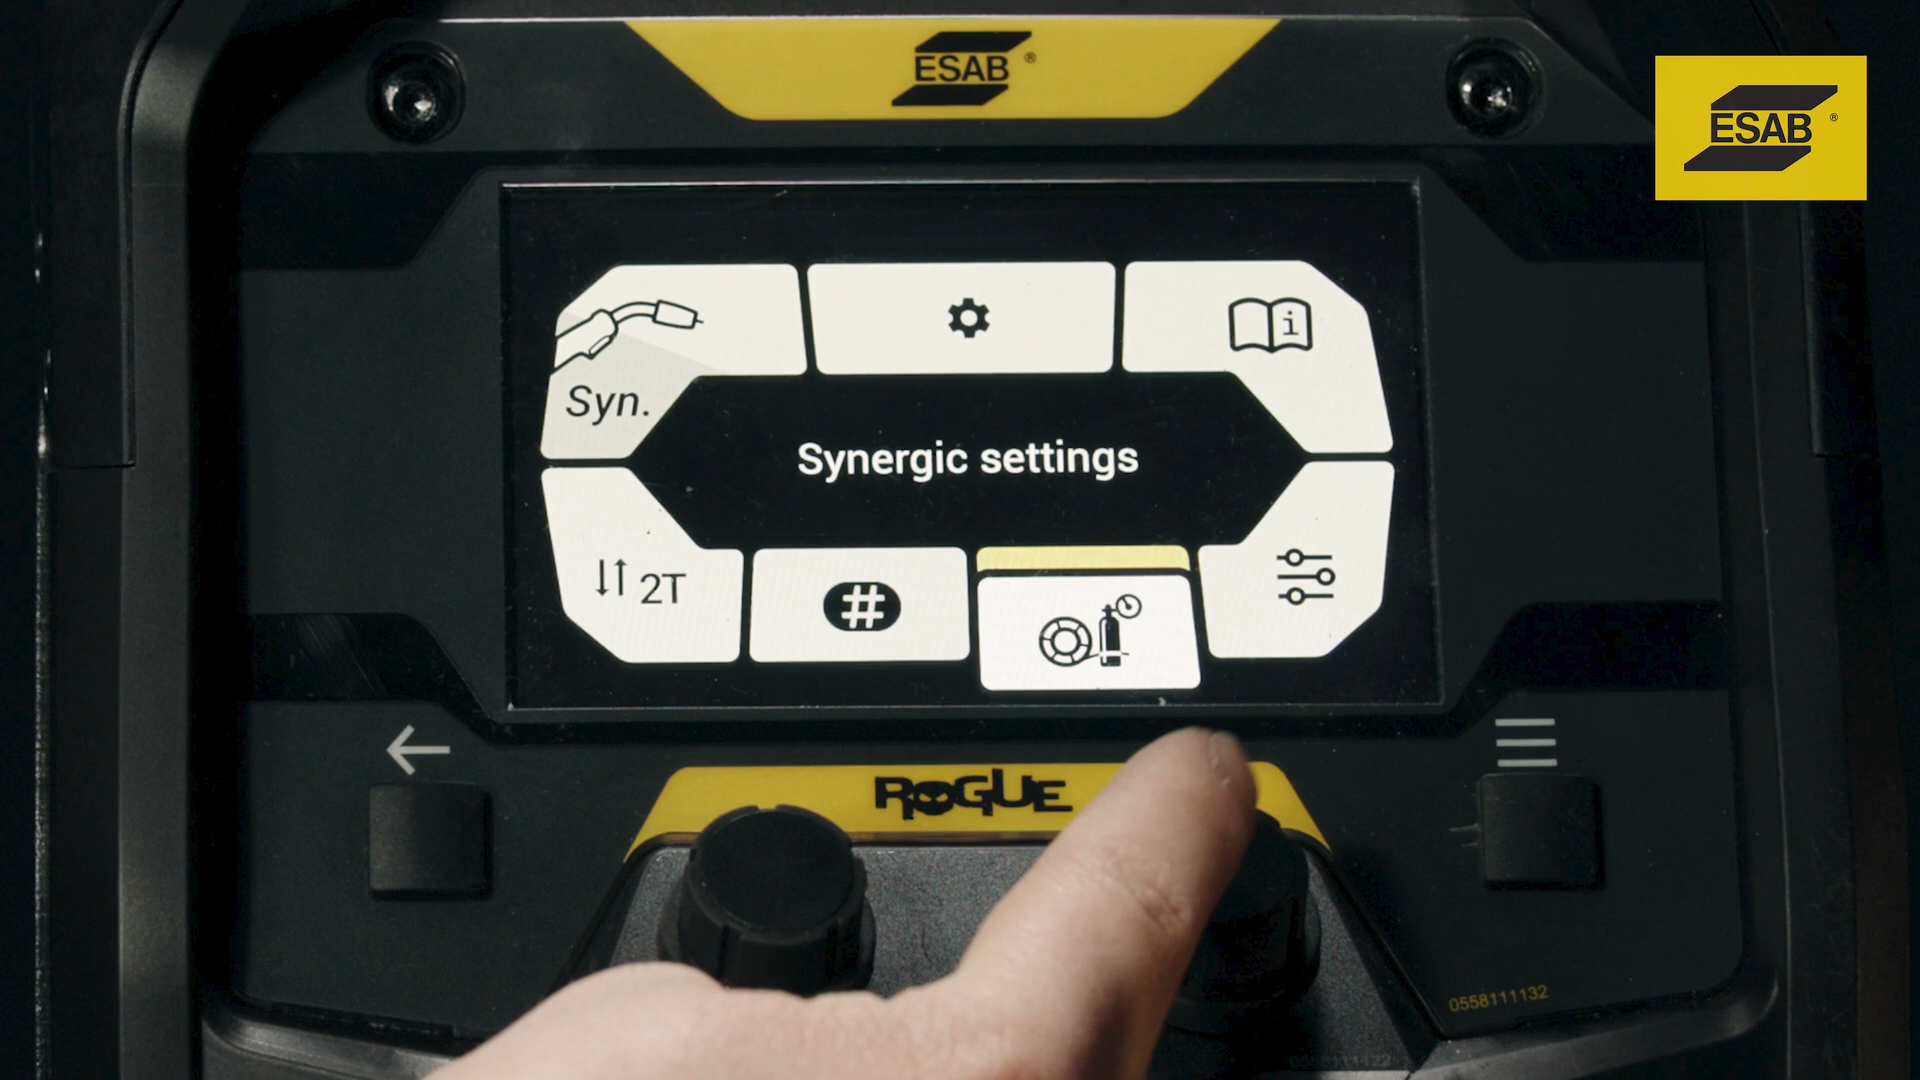 ESAB ®
ESAB ®
i
Syn.
Synergic settings
2T
#
ROGUE
0558111132